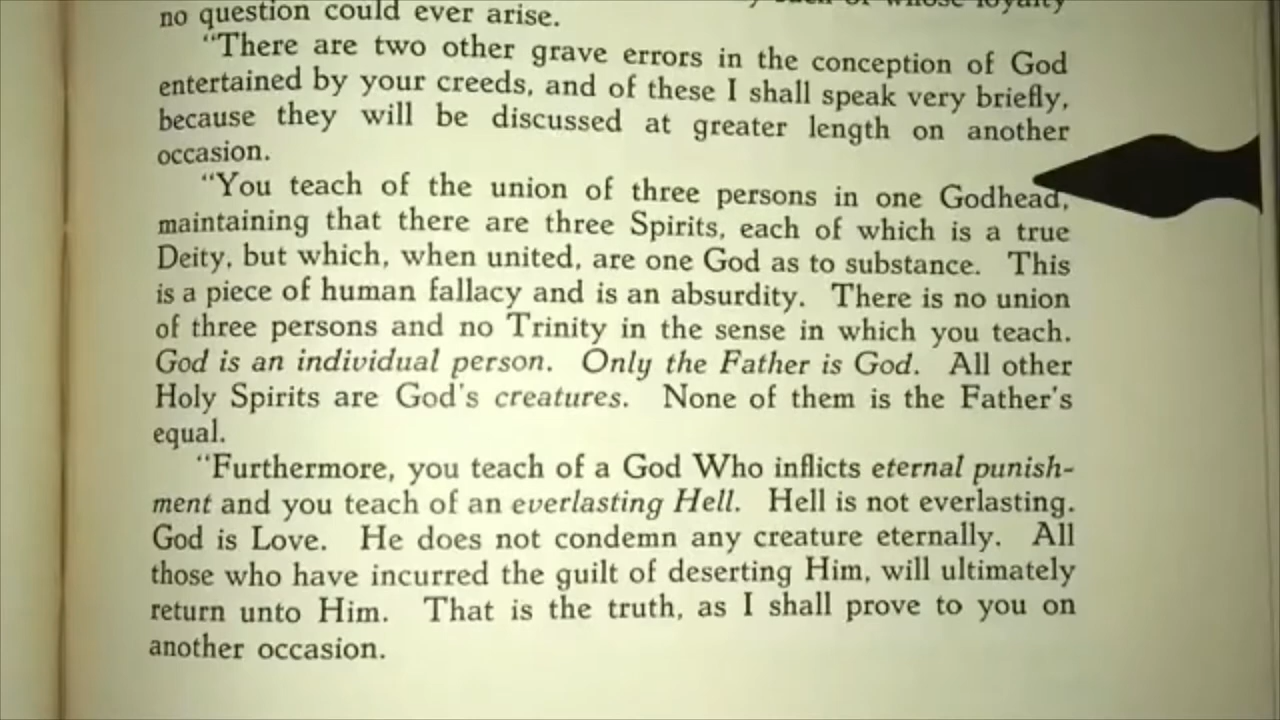 no question could ever arise. whose loyalty
“There are two other grave errors in the conception of God
entertained by your creeds, and of these I shall speak very briefly,
because they will be discussed at greater length on another
occasion.
“You teach of the union of three persons in one Godhead,
maintaining that there are three Spirits, each of which is a true
Deity, but which, when united, are one God as to substance. This
is a piece of human fallacy and is an absurdity. There is no union
of three persons and no Trinity in the sense in which you teach.
God is an individual person. Only the Father is God. All other
Holy Spirits are God's creatures. None of them is the Father's
equal.
“Furthermore, you teach of a God Who inflicts eternal punish-
ment and you teach of an everlasting Hell. Hell is not everlasting.
God is Love. He does not condemn any creature eternally. All
those who have incurred the guilt of deserting Him, will ultimately
return unto Him. That is the truth, as I shall prove to you on
another occasion.